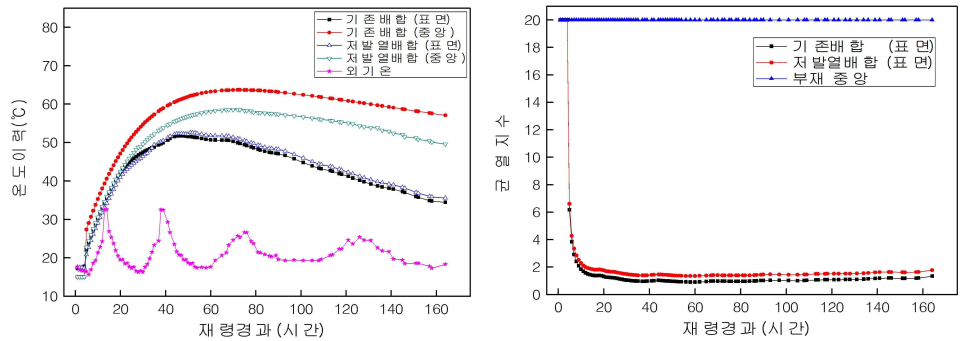 기존배합 (표면)
기존배합 (중앙)
저발열배합 (표면)
저발열배합 (중앙)
외기온
온도이력(℃)
80
70
60
50
40
30
20
10
0 20 40 60 80 100 120 140 160
재령경과 (시간)
기존배합 (표면)
저발열배합 (표면)
부재 중앙
균열지수
20
18
16
14
12
10
8
6
4
2
0
0 20 40 60 80 100 120 140 160
재령경과 (시간)